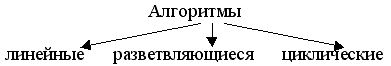 Алгоритмы
линейные разветвляющиеся циклические